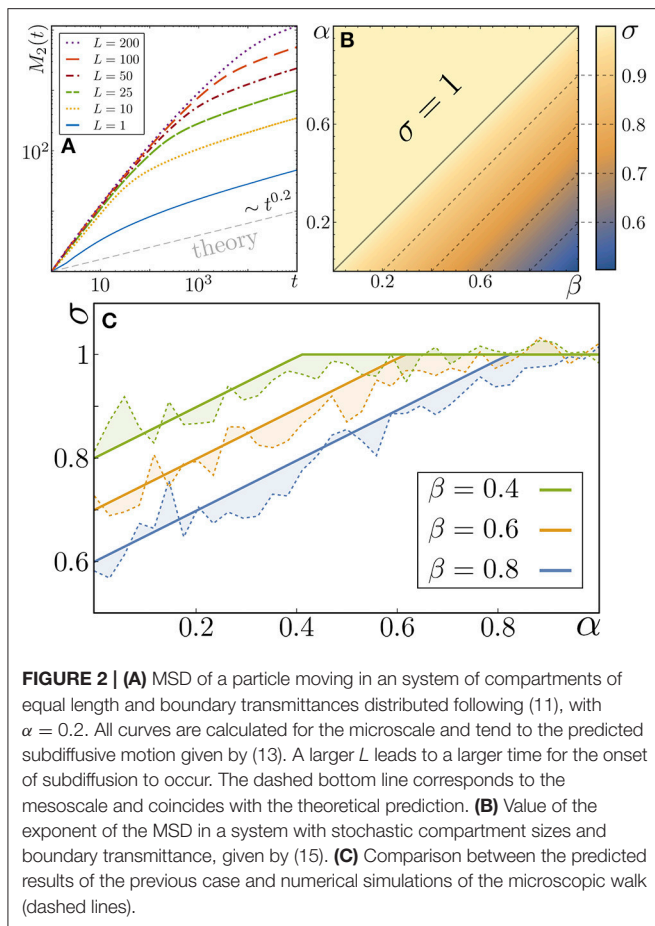 M₂(t)
L = 200
L = 100
L = 50
L = 25
L = 10
L = 1
10²
A
~ t^0.2
theory
10
10³
t
α
B
σ
σ = 1
0.6
0.2
0.2
0.6
β
0.9
0.8
0.7
0.6
σ
C
1
0.8
0.6
β = 0.4
β = 0.6
β = 0.8
0.2
0.4
0.6
0.8
α
FIGURE 2 | (A) MSD of a particle moving in an system of compartments of
equal length and boundary transmittances distributed following (11), with
α = 0.2. All curves are calculated for the microscale and tend to the predicted
subdiffusive motion given by (13). A larger L leads to a larger time for the onset
of subdiffusion to occur. The dashed bottom line corresponds to the
mesoscale and coincides with the theoretical prediction. (B) Value of the
exponent of the MSD in a system with stochastic compartment sizes and
boundary transmittance, given by (15). (C) Comparison between the predicted
results of the previous case and numerical simulations of the microscopic walk
(dashed lines).